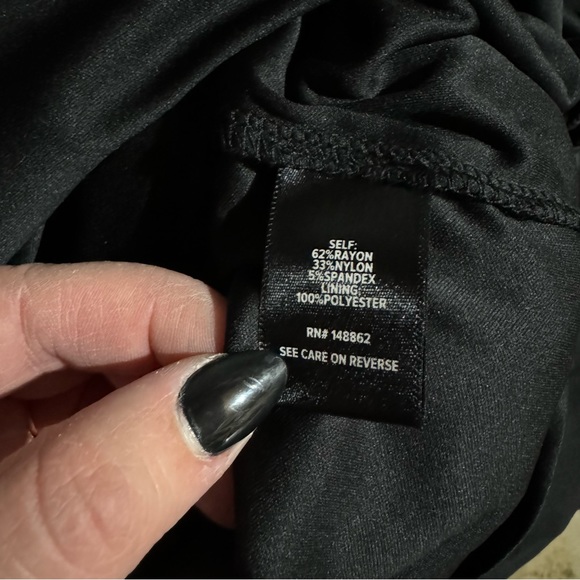 SELF:
62%RAYON
33%NYLON
5%SPANDEX
LINING:
100%POLYESTER
RN# 148862
SEE CARE ON REVERSE